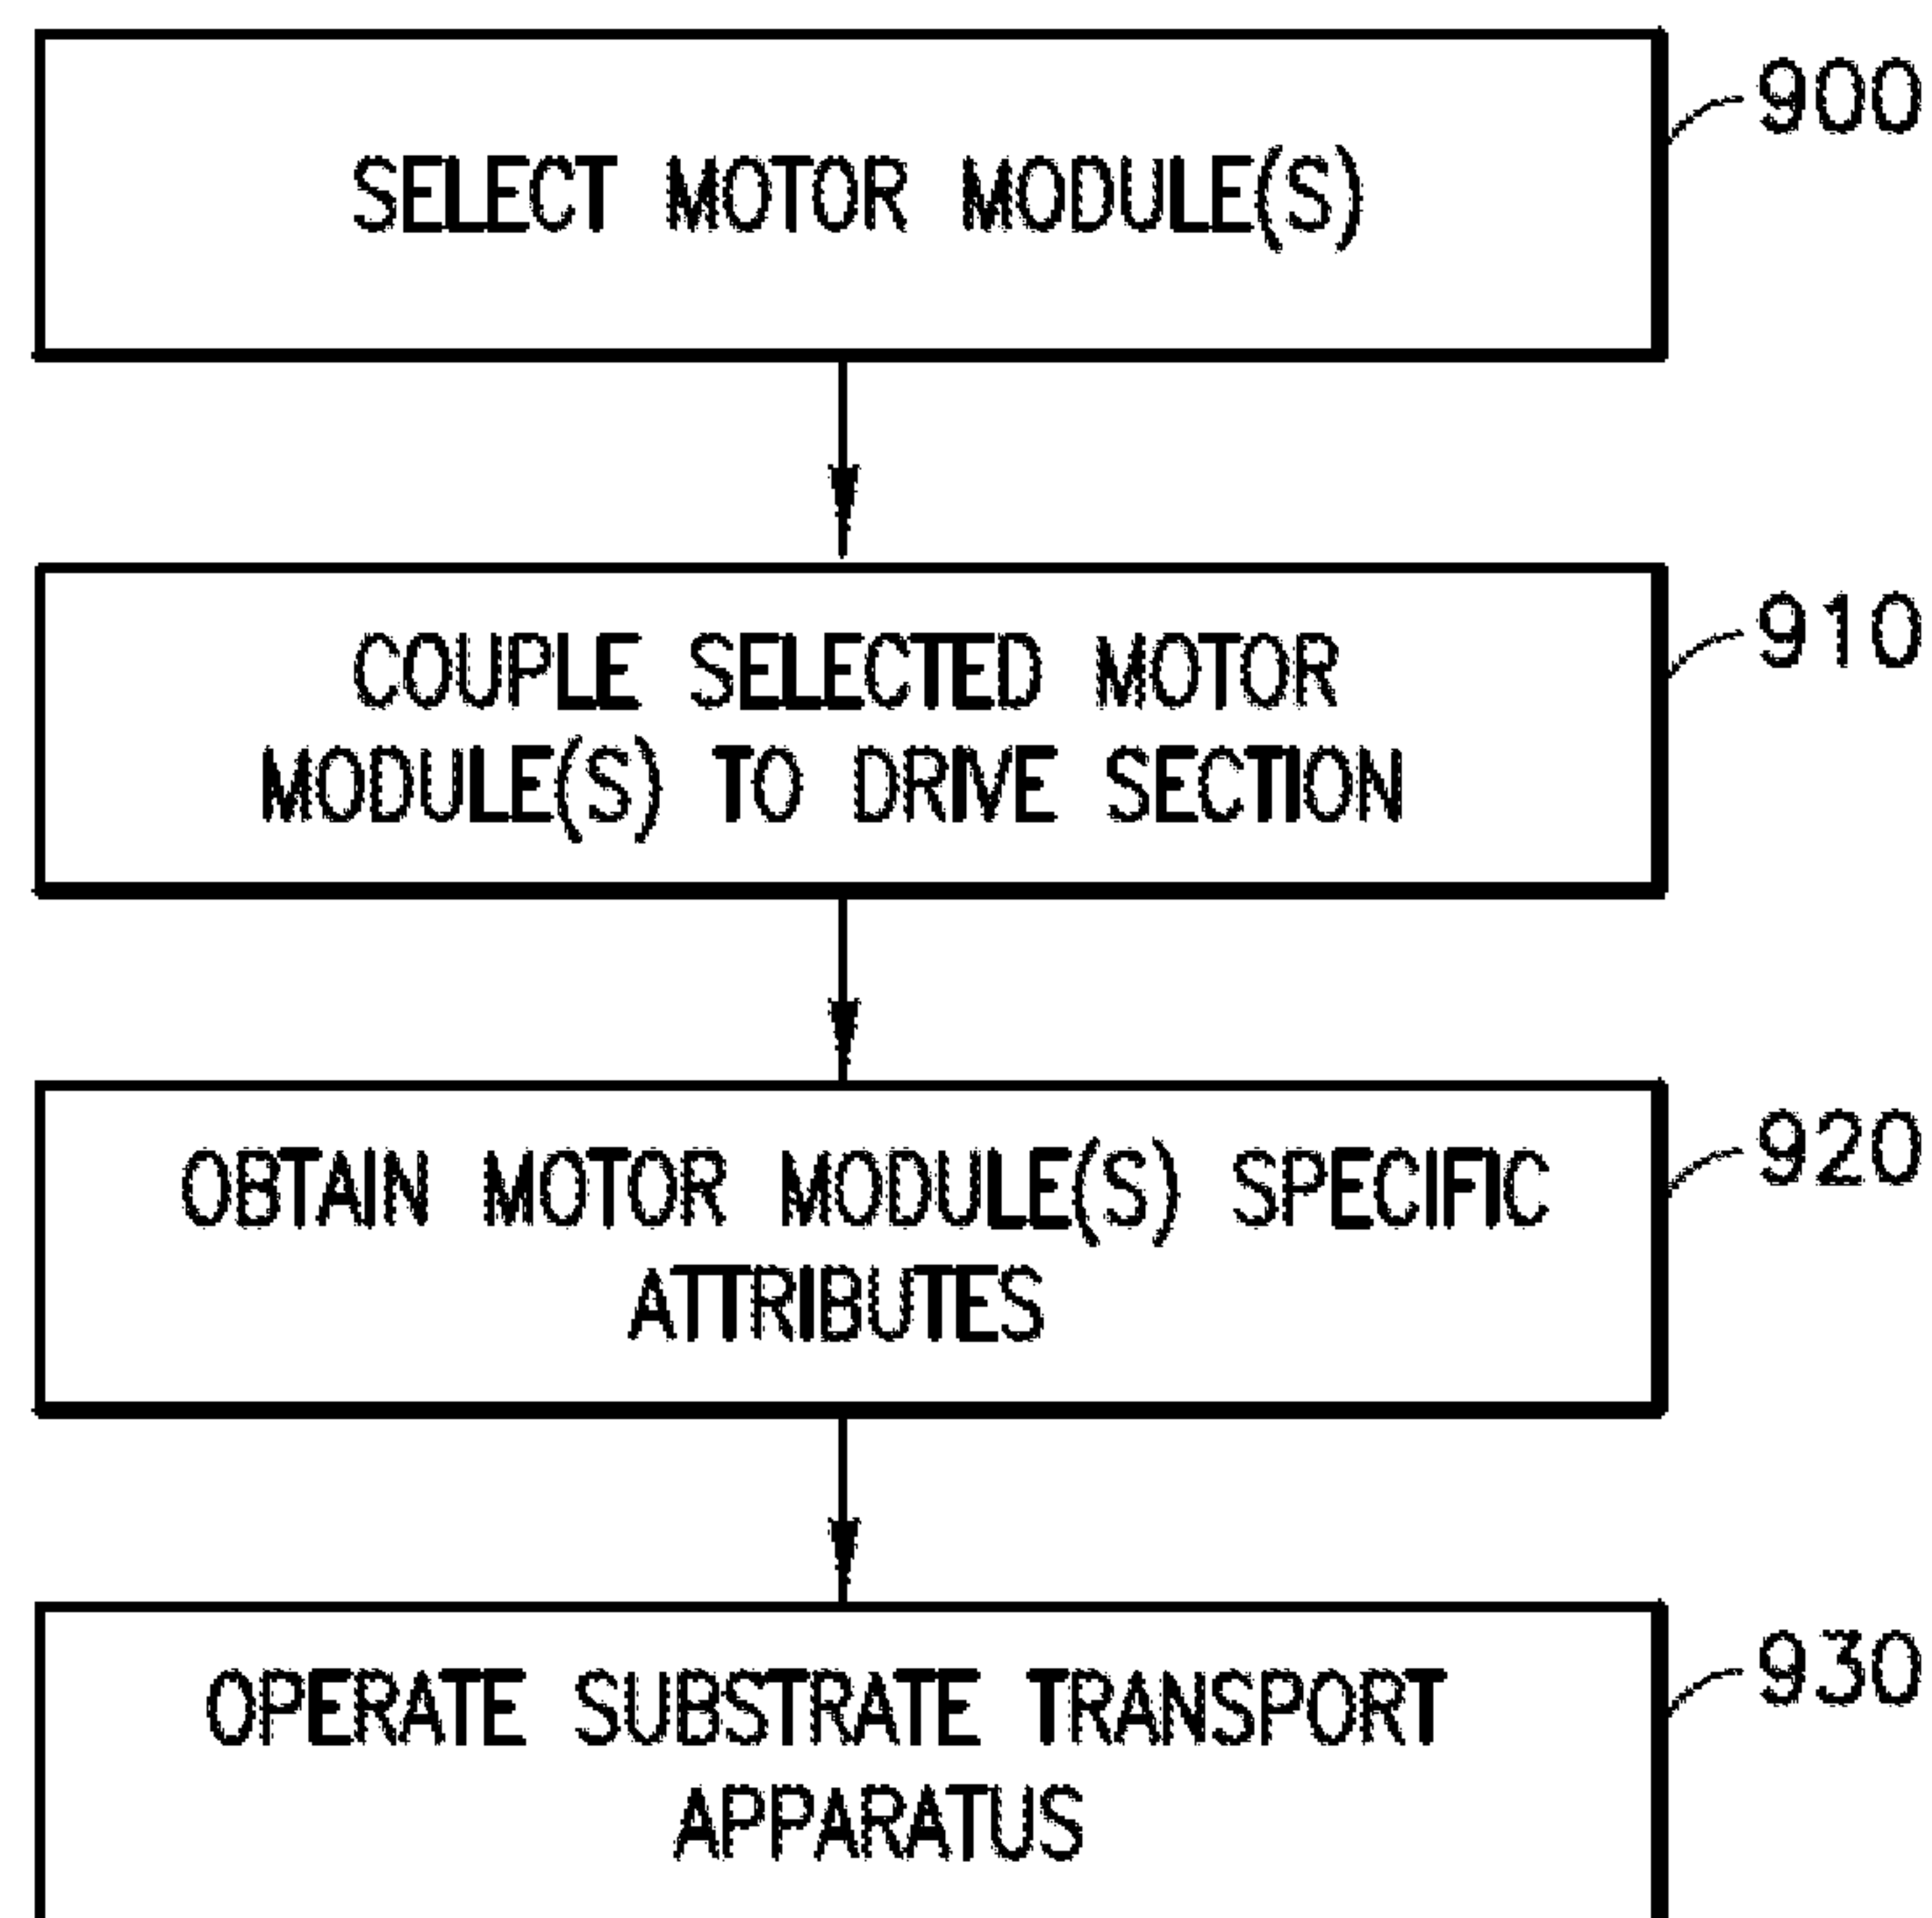 SELECT MOTOR MODULE(S)
900
COUPLE SELECTED MOTOR
MODULE(S) TO DRIVE SECTION
910
OBTAIN MOTOR MODULE(S) SPECIFIC
ATTRIBUTES
920
OPERATE SUBSTRATE TRANSPORT
APPARATUS
930